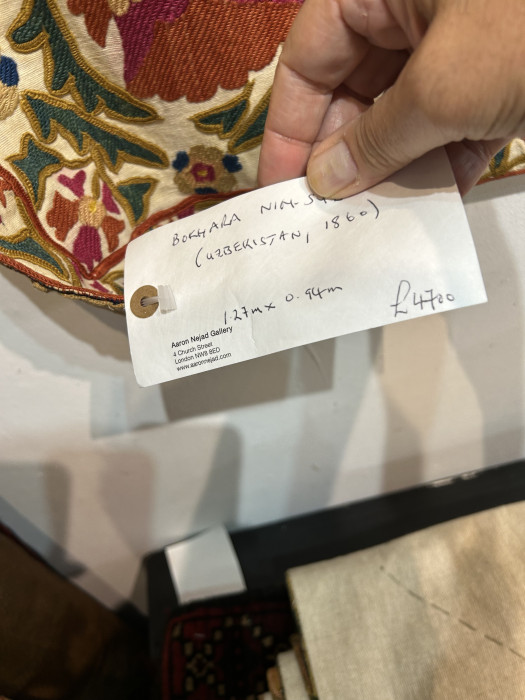 BOKHARA NIM-
(UZBEKISTAN, 1860)
1.27m x 0.94m
£4700
Aaron Nejad Gallery
4 Church Street
London NW8 8ED
www.aaronnejad.com